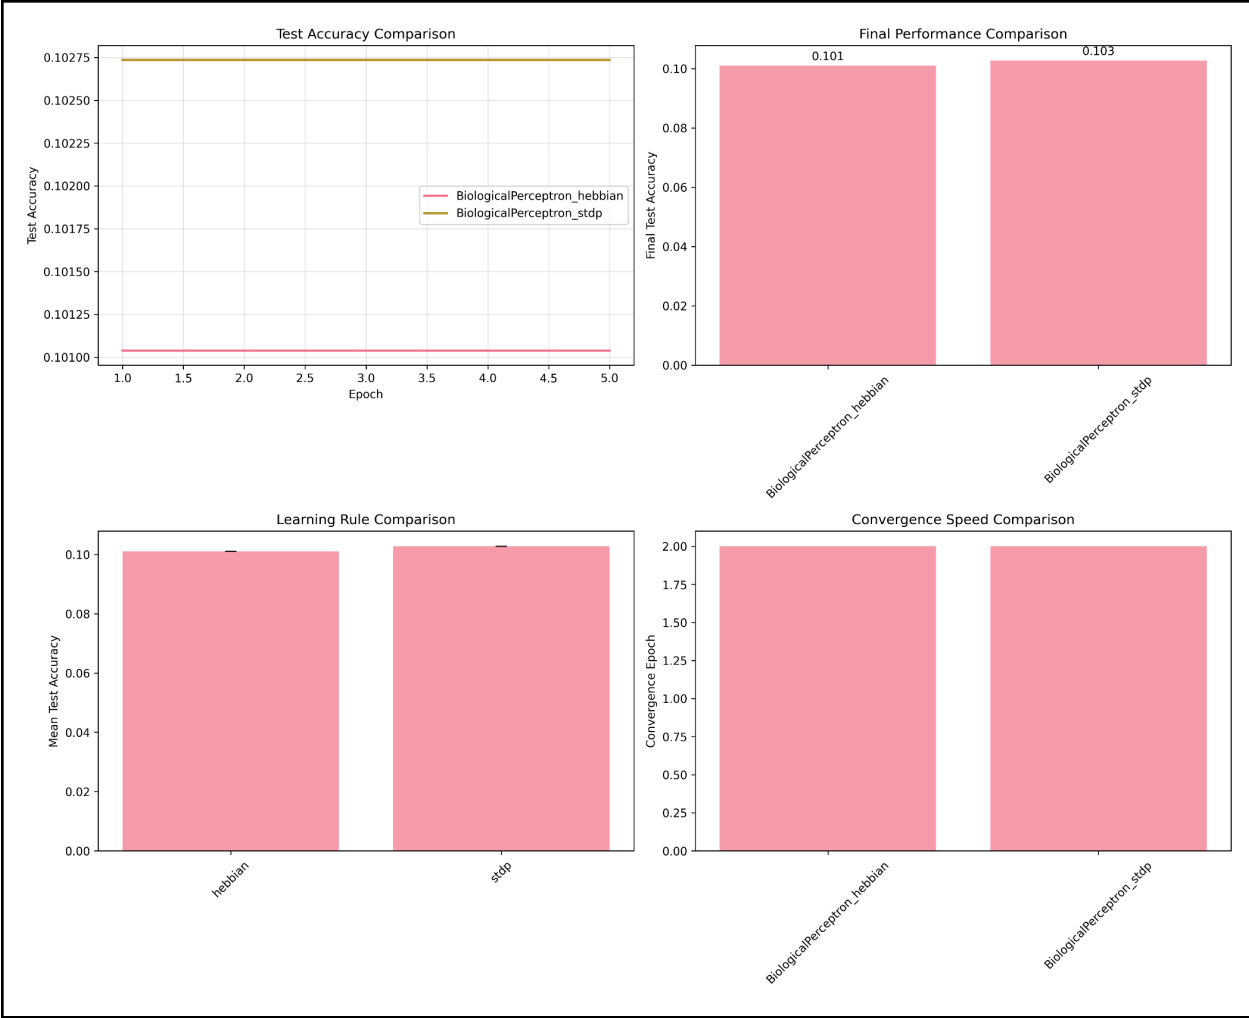 Test Accuracy Comparison
Test Accuracy
0.10275
0.10250
0.10225
0.10200
0.10175
0.10150
0.10125
0.10100
BiologicalPerceptron_hebbian
BiologicalPerceptron_stdp
1.0 1.5 2.0 2.5 3.0 3.5 4.0 4.5 5.0
Epoch
Final Performance Comparison
Final Test Accuracy
0.101
0.103
0.10
0.08
0.06
0.04
0.02
0.00
BiologicalPerceptron_hebbian
BiologicalPerceptron_stdp
Learning Rule Comparison
Mean Test Accuracy
0.10
0.08
0.06
0.04
0.02
0.00
hebbian
stdp
Convergence Speed Comparison
Convergence Epoch
2.00
1.75
1.50
1.25
1.00
0.75
0.50
0.25
0.00
BiologicalPerceptron_hebbian
BiologicalPerceptron_stdp